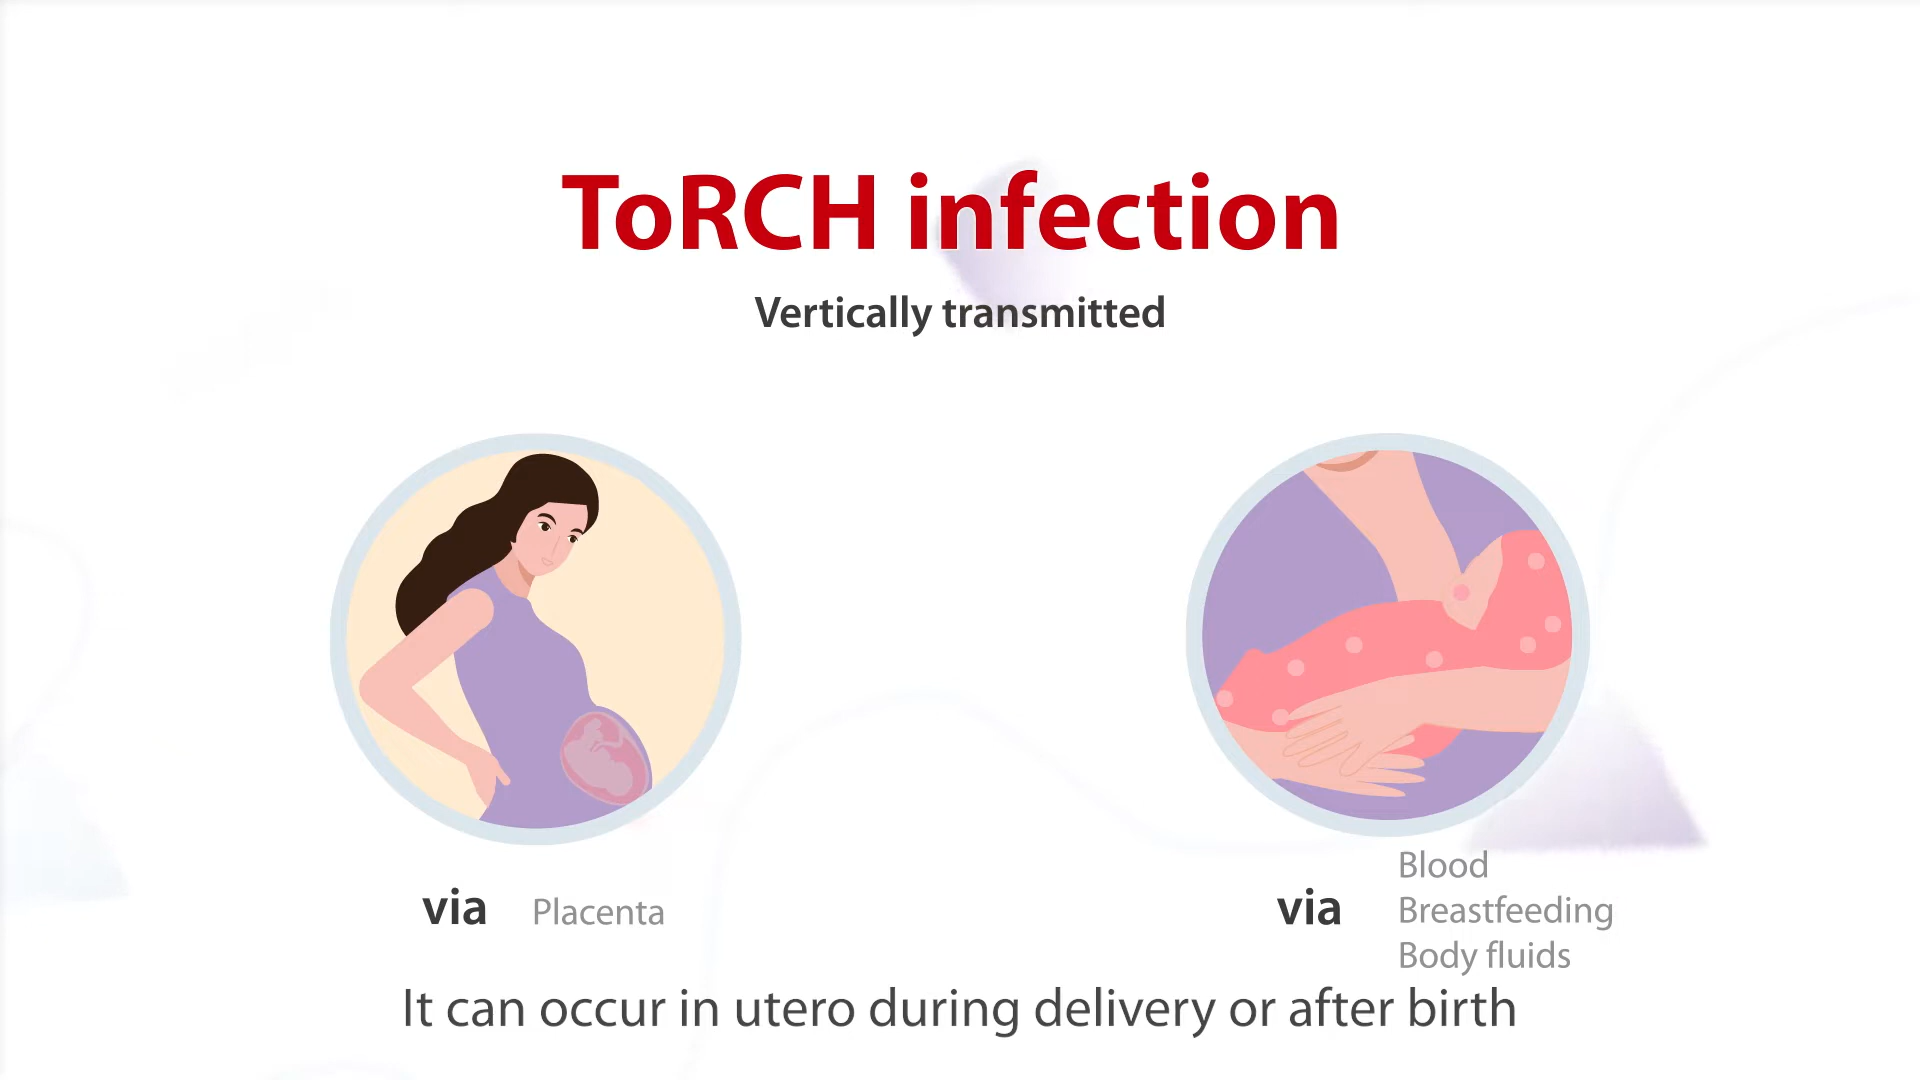 ToRCH infection
Vertically transmitted
via Placenta
via Blood
Breastfeeding
Body fluids
It can occur in utero during delivery or after birth